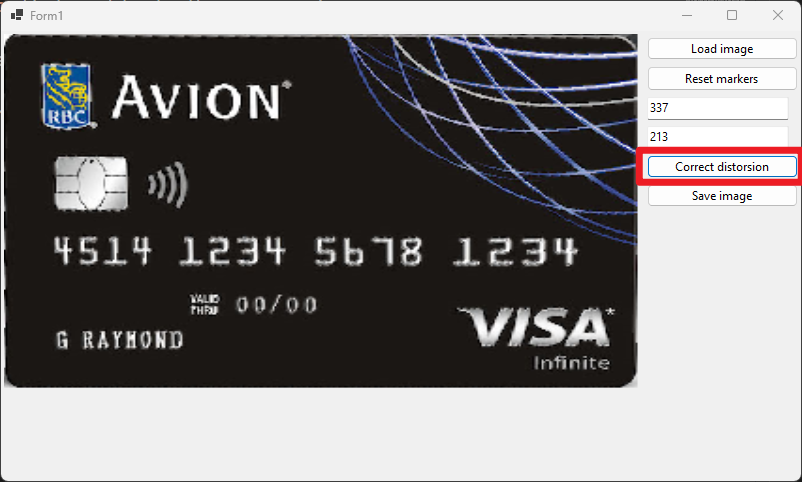 Form1
Load image
Reset markers
337
213
Correct distorsion
Save image
RBC
AVION
4514 1234 5678 1234
VALID
THRU
00/00
G RAYMOND
VISA
Infinite